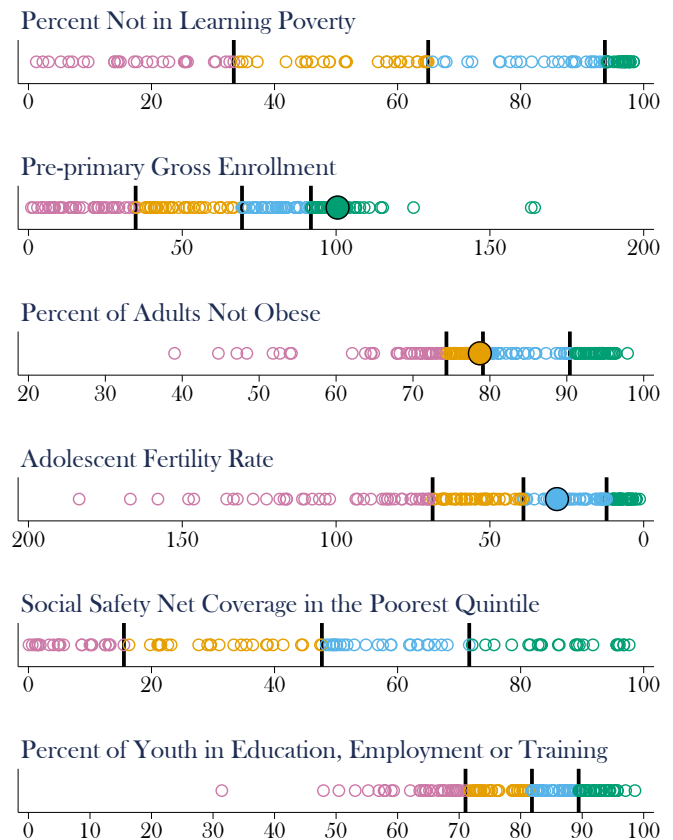 Percent Not in Learning Poverty
0 20 40 60 80 100
Pre-primary Gross Enrollment
0 50 100 150 200
Percent of Adults Not Obese
20 30 40 50 60 70 80 90 100
Adolescent Fertility Rate
200 150 100 50 0
Social Safety Net Coverage in the Poorest Quintile
0 20 40 60 80 100
Percent of Youth in Education, Employment or Training
0 10 20 30 40 50 60 70 80 90 100